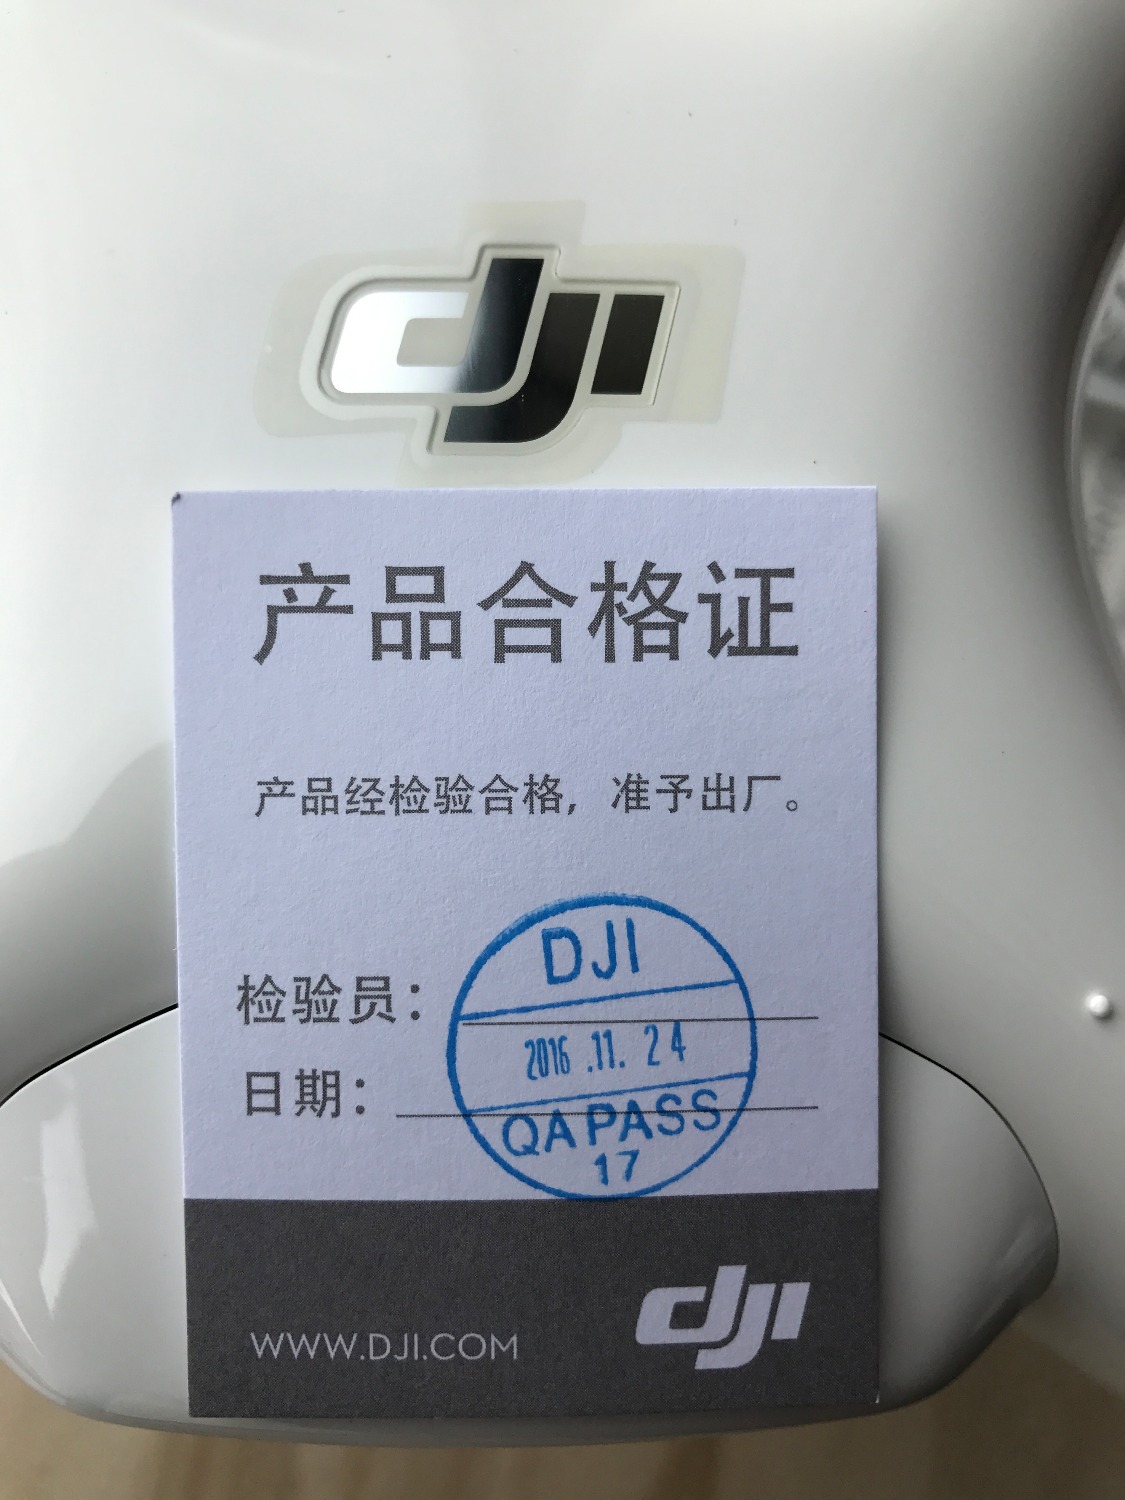 dji
产品合格证
产品经检验合格，准予出厂。
DJI
检验员：
2016.11.24
日期：
QA PASS
17
WWW.DJI.COM
dji